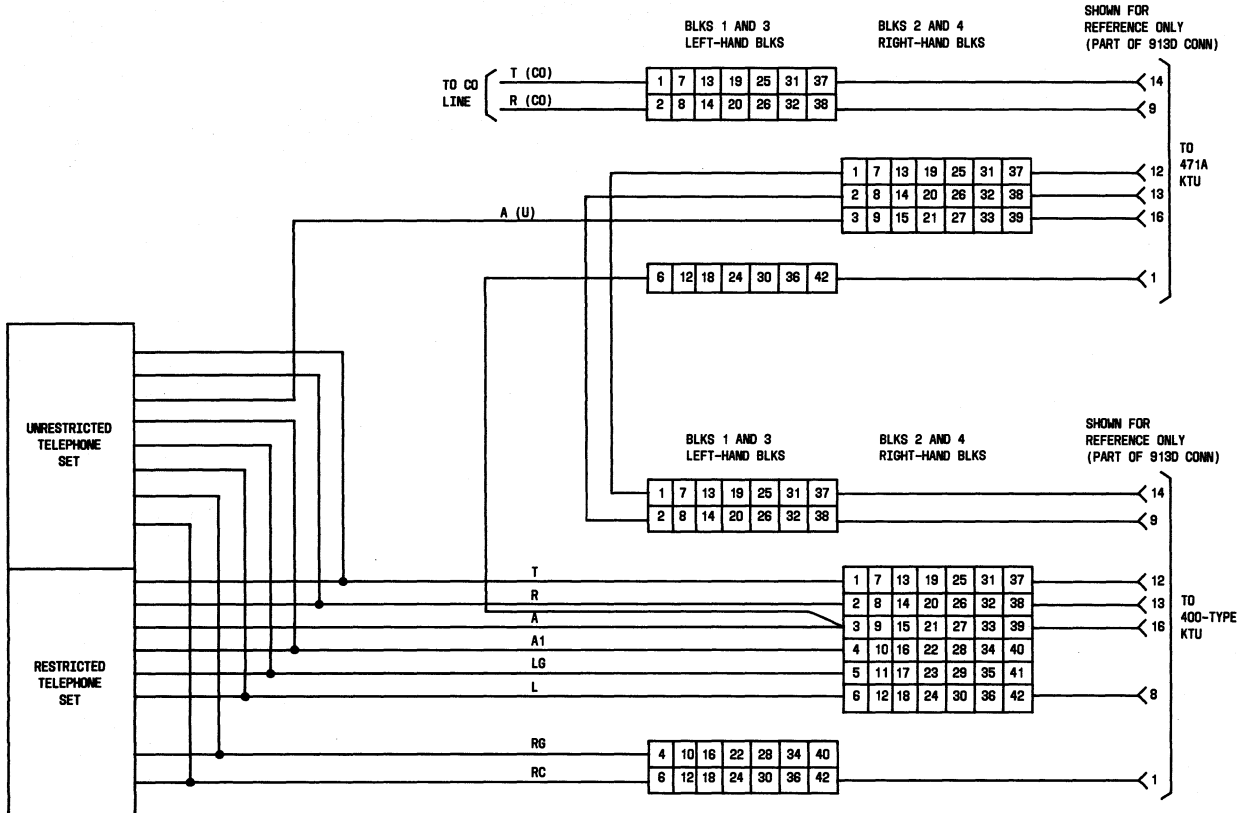 SHOWN FOR
REFERENCE ONLY
(PART OF 913D CONN)
BLKS 1 AND 3
LEFT-HAND BLKS
BLKS 2 AND 4
RIGHT-HAND BLKS
TO CO
LINE
T (CO)
1 7 13 19 25 31 37
14
R (CO)
2 8 14 20 26 32 38
9
TO
471A
KTU
1 7 13 19 25 31 37
12
2 8 14 20 26 32 38
13
A (U)
3 9 15 21 27 33 39
16
6 12 18 24 30 36 42
1
UNRESTRICTED
TELEPHONE
SET
SHOWN FOR
REFERENCE ONLY
(PART OF 913D CONN)
BLKS 1 AND 3
LEFT-HAND BLKS
BLKS 2 AND 4
RIGHT-HAND BLKS
1 7 13 19 25 31 37
14
2 8 14 20 26 32 38
9
T
1 7 13 19 25 31 37
12
R
2 8 14 20 26 32 38
13
A
3 9 15 21 27 33 39
16
TO
400-TYPE
KTU
A1
4 10 16 22 28 34 40
LG
5 11 17 23 29 35 41
L
6 12 18 24 30 36 42
8
RESTRICTED
TELEPHONE
SET
RG
4 10 16 22 28 34 40
RC
6 12 18 24 30 36 42
1